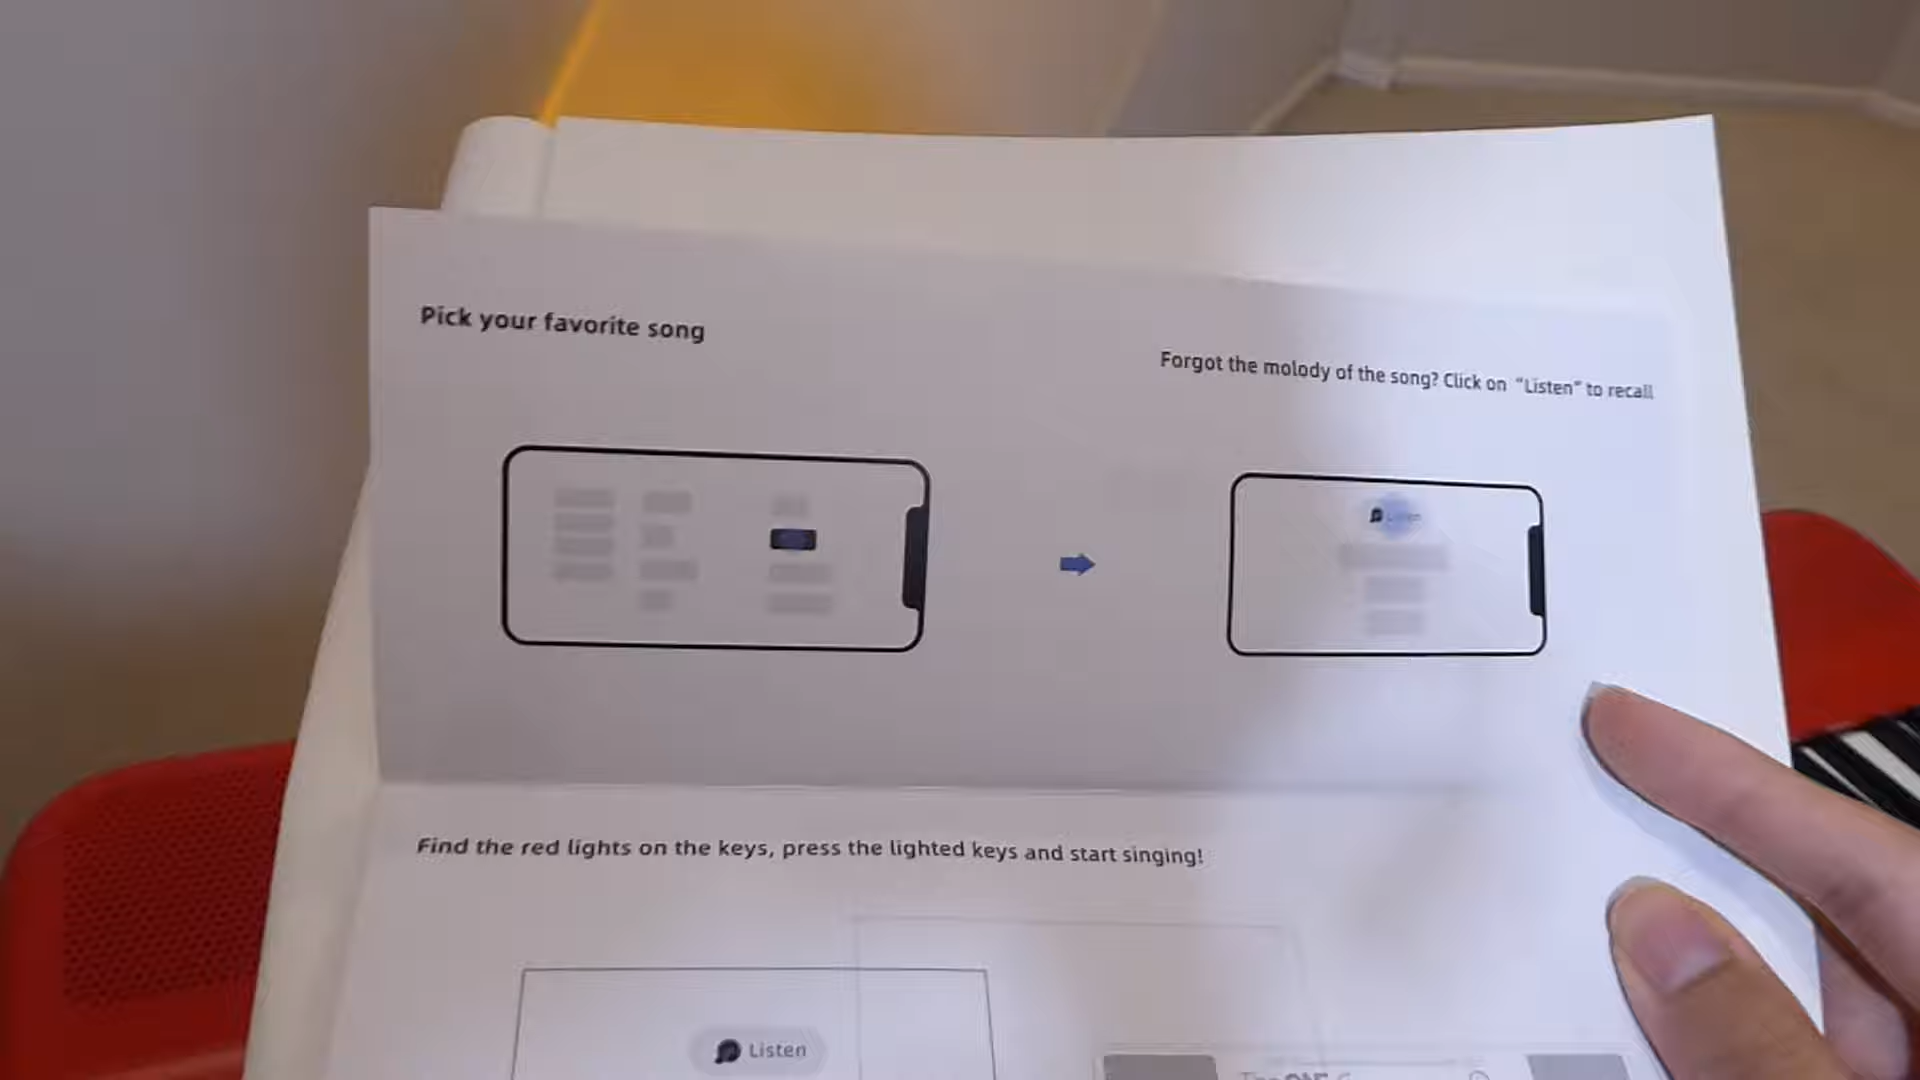 Pick your favorite song
Forgot the molody of the song? Click on “Listen” to recall
Listen
Find the red lights on the keys, press the lighted keys and start singing!
Listen